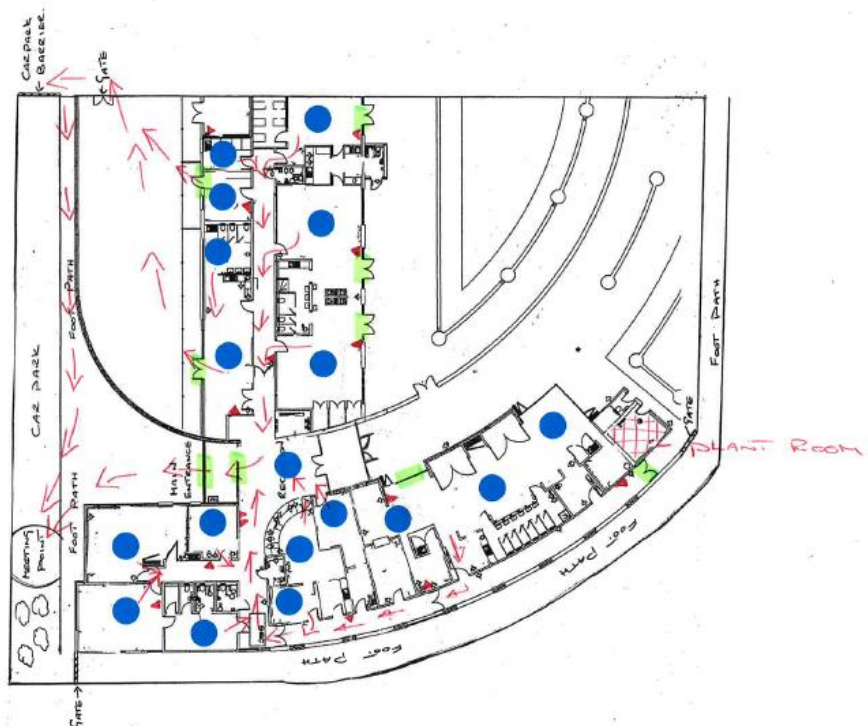 CARPARK
BARRIER.
GATE
FOOT PATH
CAR PARK
MAIN
ENTRANCE
RECEPTION
FOOT PATH
MEETING
POINT
GATE
FOOT PATH
FOOT PATH
GATE
FOOT PATH
PLANT ROOM